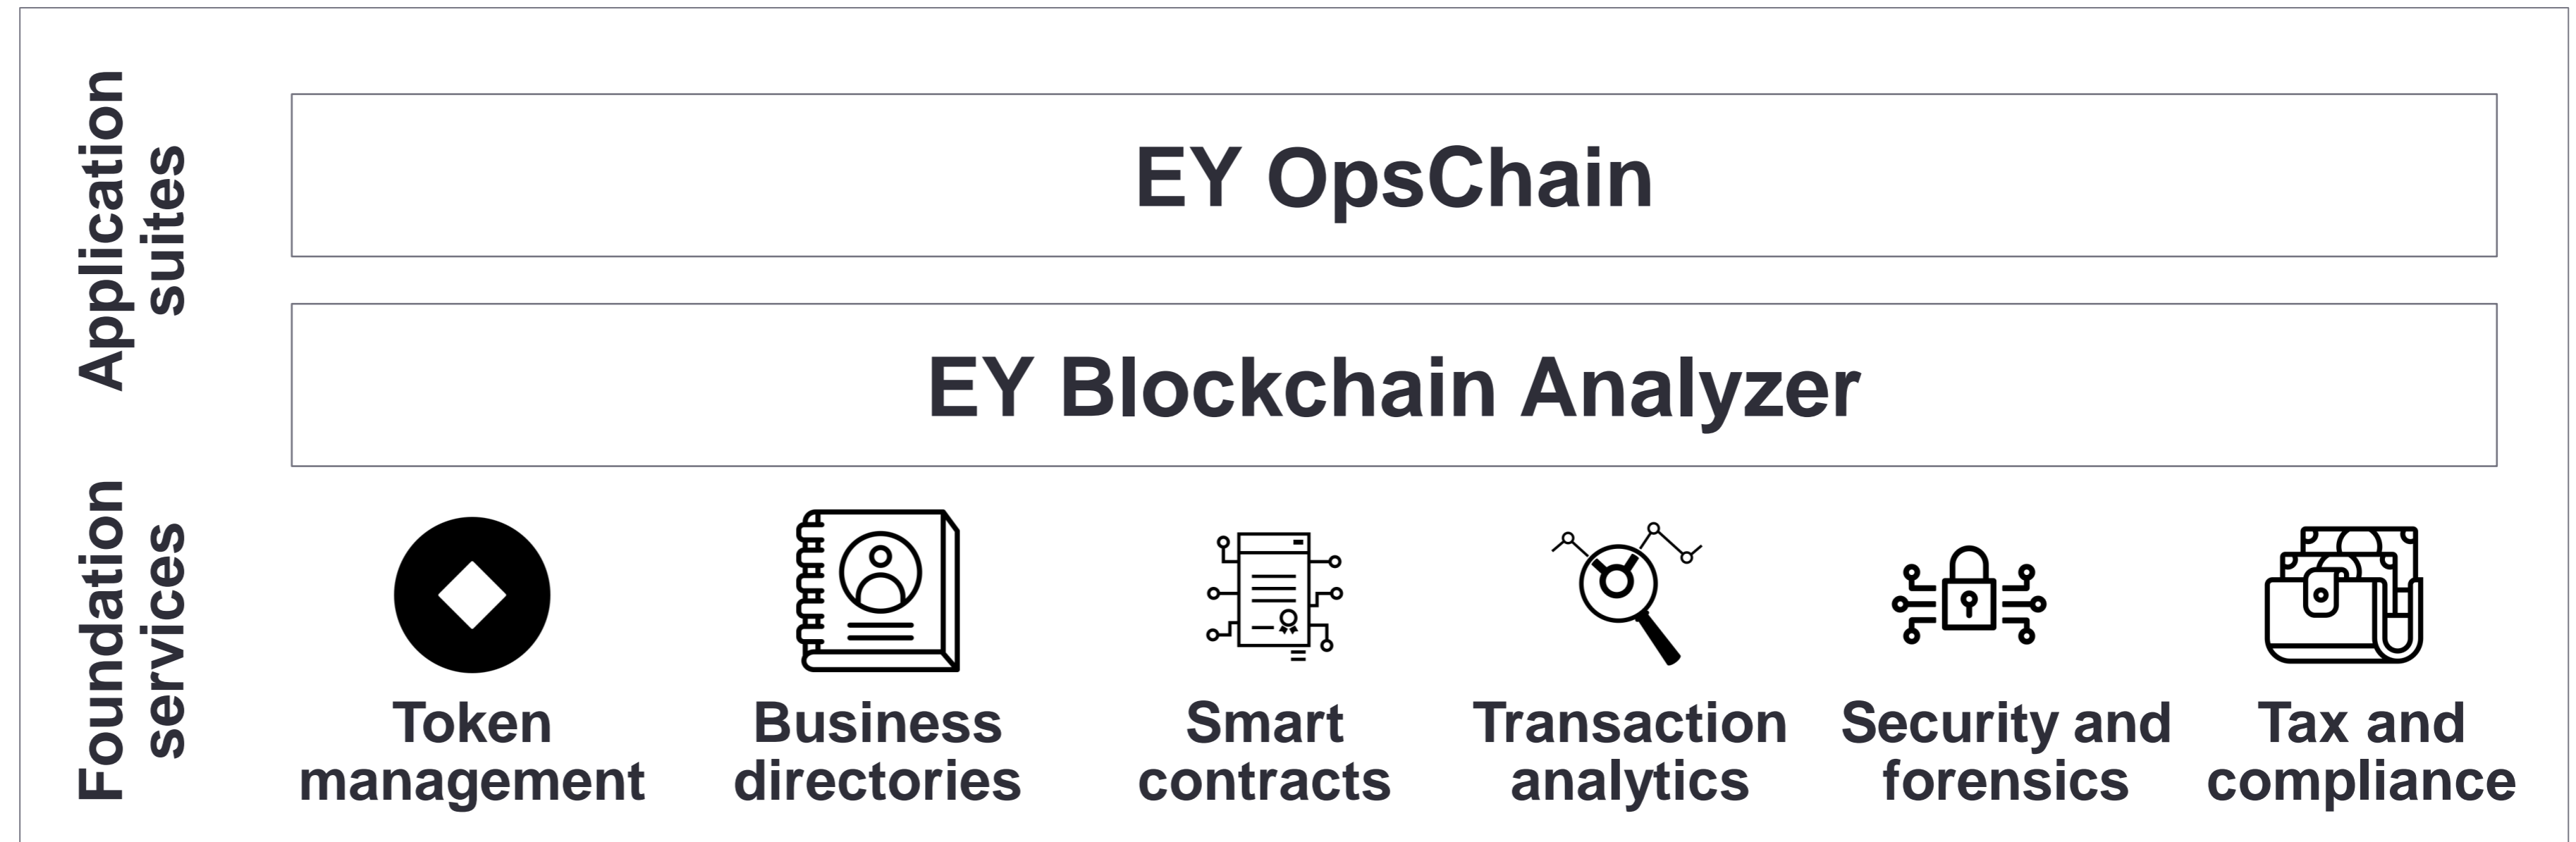 Application
suites
EY OpsChain
EY Blockchain Analyzer
Foundation
services
Token
management
Business
directories
Smart
contracts
Transaction
analytics
Security and
forensics
Tax and
compliance